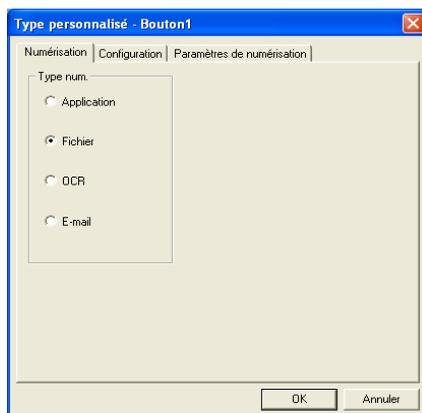 Type personnalisé - Bouton1
Numérisation Configuration Paramètres de numérisation
Type num.
Application
Fichier
OCR
E-mail
OK Annuler